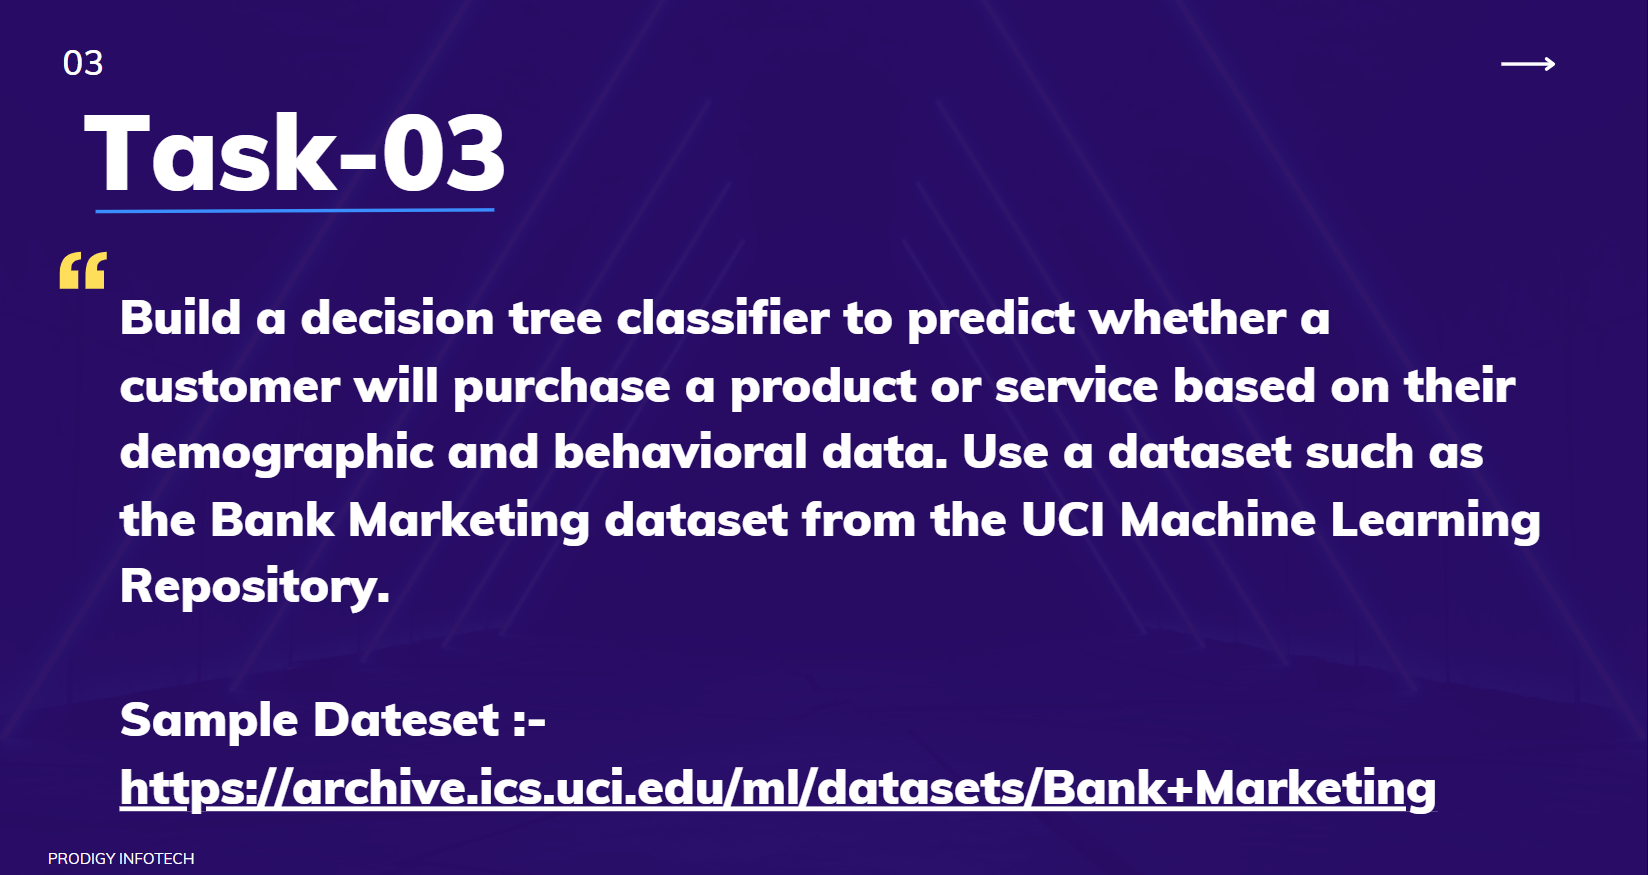 03
Task-03
“
Build a decision tree classifier to predict whether a
customer will purchase a product or service based on their
demographic and behavioral data. Use a dataset such as
the Bank Marketing dataset from the UCI Machine Learning
Repository.
Sample Dateset :-
https://archive.ics.uci.edu/ml/datasets/Bank+Marketing
PRODIGY INFOTECH